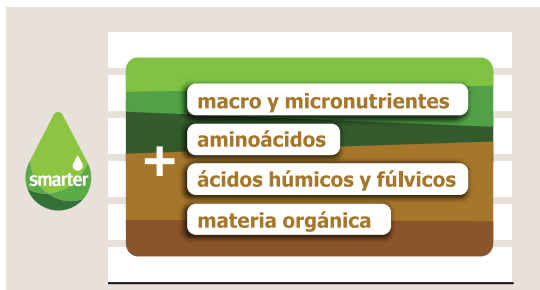 smarter
macro y micronutrientes
+
aminoácidos
ácidos húmicos y fúlvicos
materia orgánica